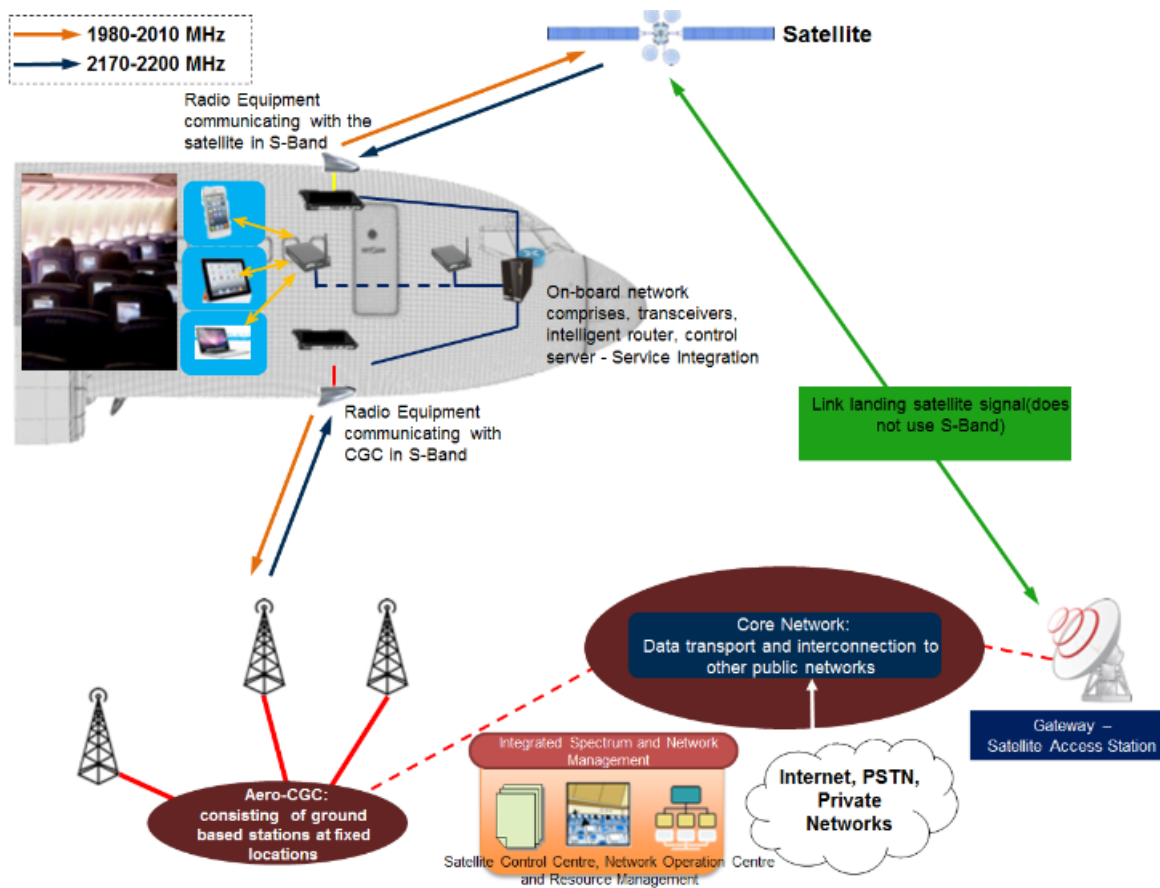 1980-2010 MHz
2170-2200 MHz
Satellite
Radio Equipment
communicating with the
satellite in S-Band
On-board network
comprises, transceivers,
intelligent router, control
server - Service Integration
Radio Equipment
communicating with
CGC in S-Band
Link landing satellite signal(does
not use S-Band)
Core Network:
Data transport and interconnection to
other public networks
Gateway –
Satellite Access Station
Integrated Spectrum and Network
Management
Internet, PSTN,
Private
Networks
Aero-CGC:
consisting of ground
based stations at fixed
locations
Satellite Control Centre, Network Operation Centre
and Resource Management